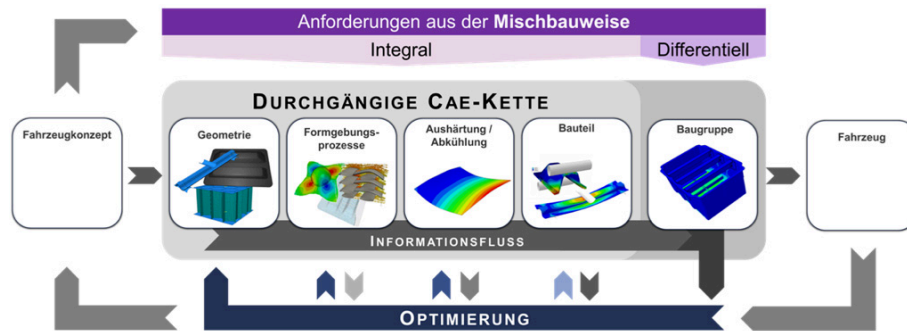 Anforderungen aus der Mischbauweise
Integral
Differentiell
DURCHGÄNGIGE CAE-KETTE
Fahrzeugkonzept
Geometrie
Formgebungs-
prozesse
Aushärtung /
Abkühlung
Bauteil
Baugruppe
Fahrzeug
INFORMATIONSFLUSS
OPTIMIERUNG